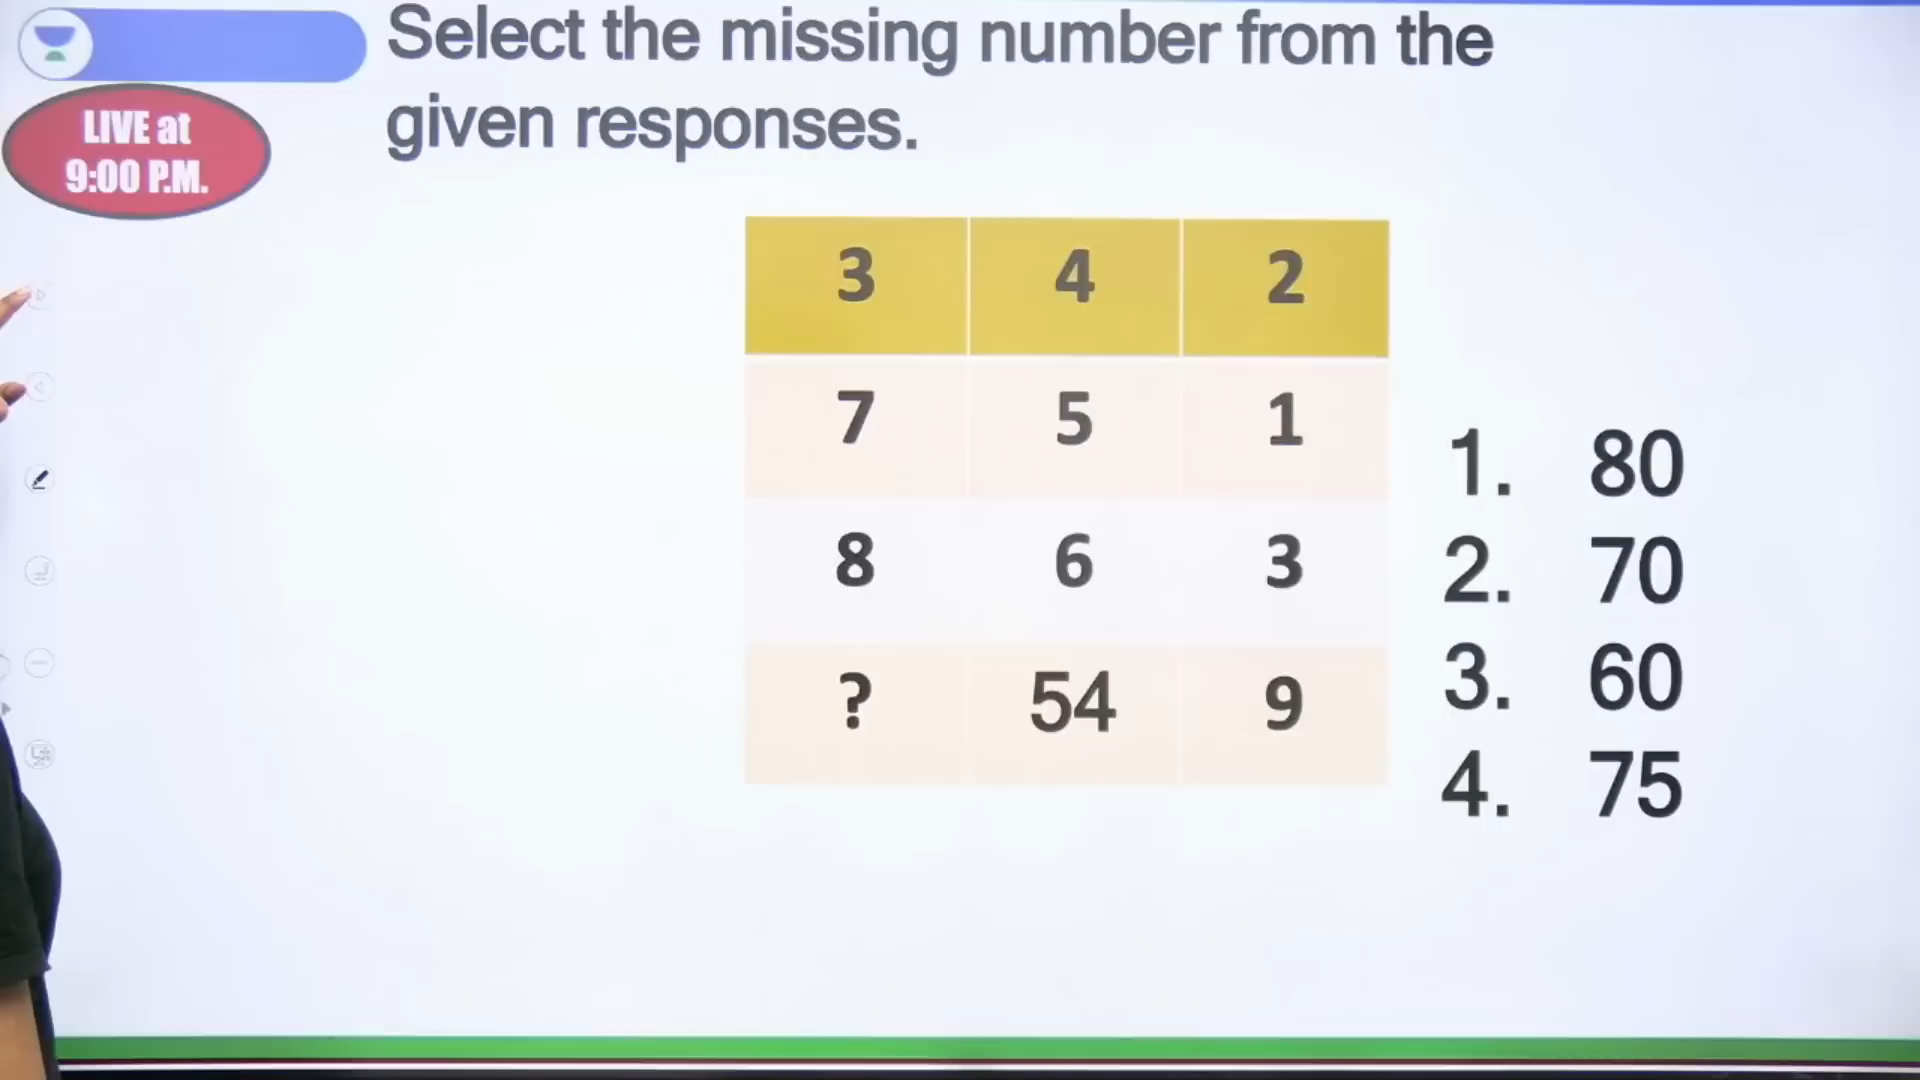 Select the missing number from the
given responses.
LIVE at
9:00 P.M.
3 4 2
7 5 1
8 6 3
? 54 9
1. 80
2. 70
3. 60
4. 75